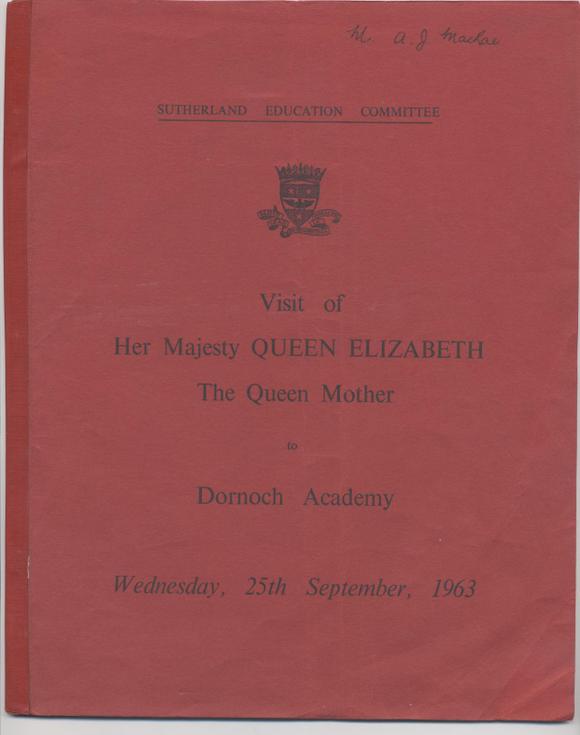 Mr. A. J. MacRae
SUTHERLAND EDUCATION COMMITTEE
Visit of
Her Majesty QUEEN ELIZABETH
The Queen Mother
to
Dornoch Academy
Wednesday, 25th September, 1963